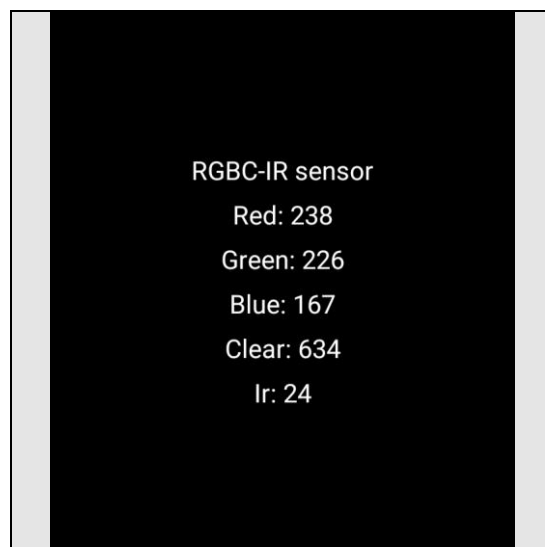 RGBC-IR sensor
Red: 238
Green: 226
Blue: 167
Clear: 634
Ir: 24